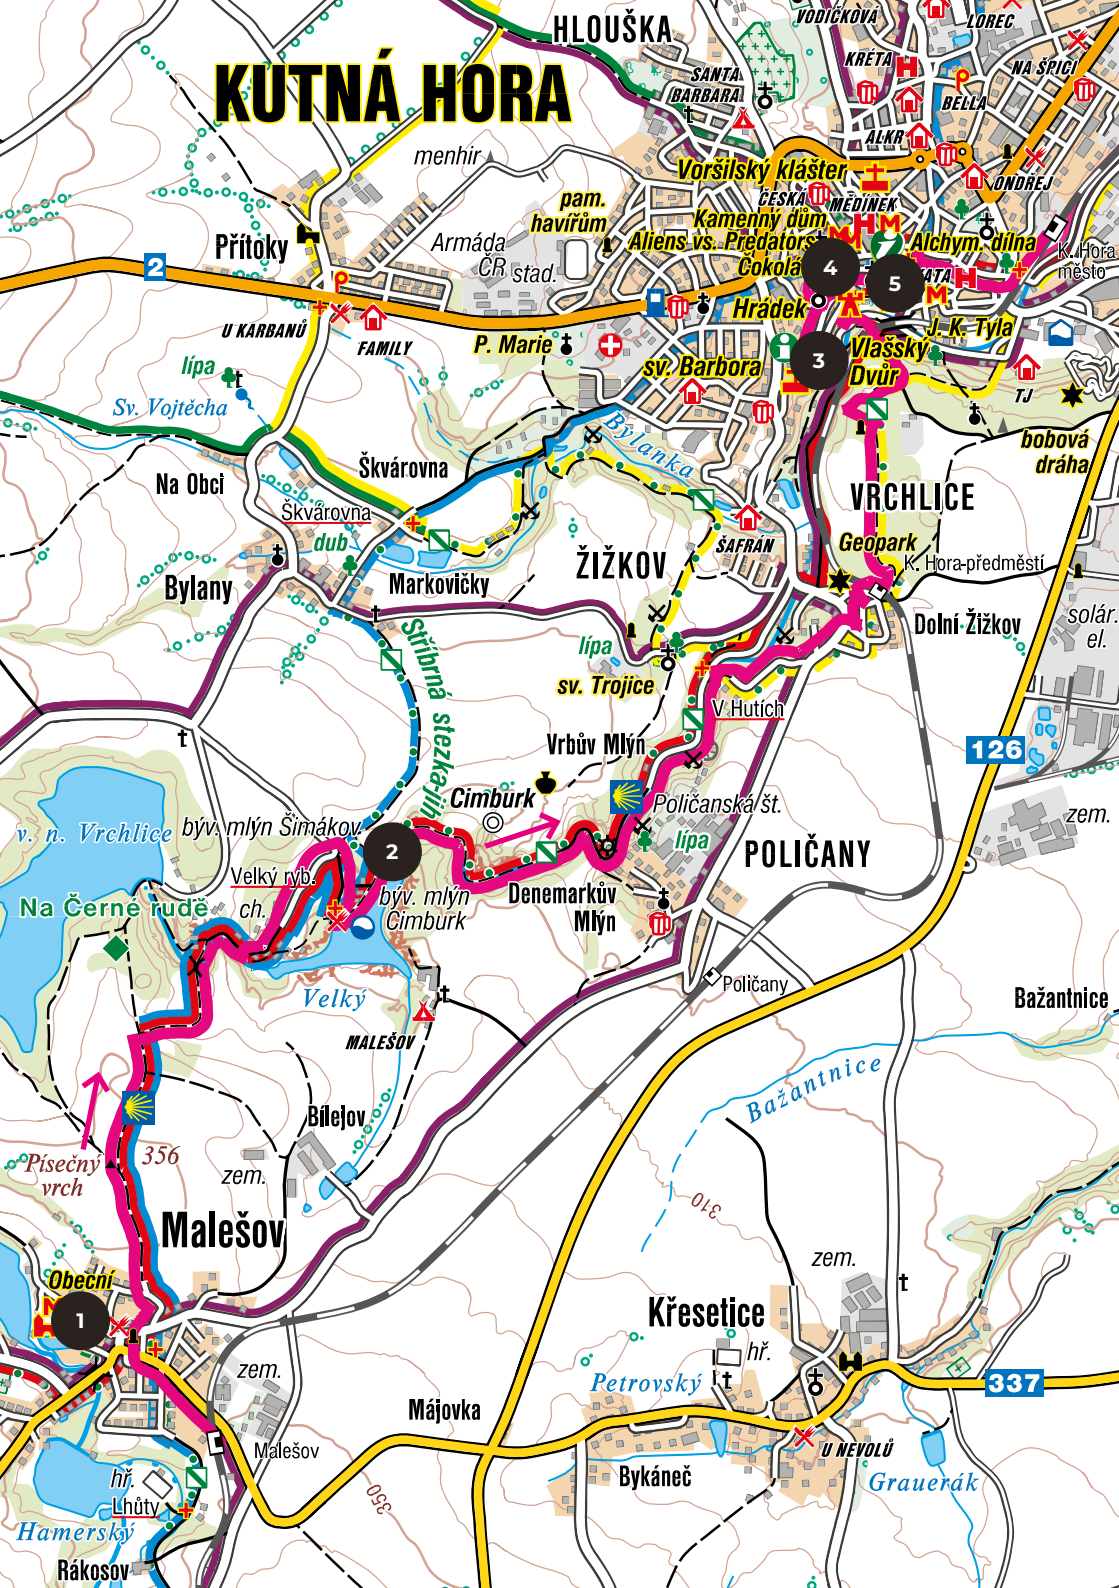 HLOUŠKA
VODIČKOVÁ
LOREC
KRÉTA
NA ŠPICI
SANTA
BARBARA
BELLA
KUTNÁ HORA
ALKR
menhir
Voršilský klášter
ONDŘEJ
pam.
havířům
ČESKÁ
MEDÍNEK
Kamenný dům
Přítoky
Armáda
ČR stad.
Aliens vs. Predators
Alchym. dílna
K. Hora
město
2
Čokolá
4
5
VATA
Hrádek
U KARBANŮ
FAMILY
P. Marie
J. K. Tyla
Vlašský
Dvůr
3
lípa
sv. Barbora
TJ
Sv. Vojtěcha
Bylanka
bobová
dráha
Škvárovna
Na Obci
VRCHLICE
Škvárovna
dub
ŠAFRÁN
Geopark
ŽIŽKOV
K. Hora-předměstí
Bylany
Markovičky
Dolní Žižkov
solár.
el.
Stříbrná stezka-jih
lípa
sv. Trojice
V Hutích
Vrbův Mlýn
126
Cimburk
Poličanská št.
zem.
v. n. Vrchlice
býv. mlýn Šimákov
lípa
POLIČANY
2
Velký ryb.
Na Černé rudě
ch.
býv. mlýn
Cimburk
Denemarkův
Mlýn
Velký
Poličany
Bažantnice
MALEŠOV
Bažantnice
Bílejov
Písečný
vrch
356
zem.
310
Malešov
zem.
Obecní
1
Křesetice
hř.
zem.
337
Petrovský
Májovka
Malešov
U NEVOLŮ
hř.
Lhůty
350
Bykáneč
Grauerák
Hamerský
Rákosov